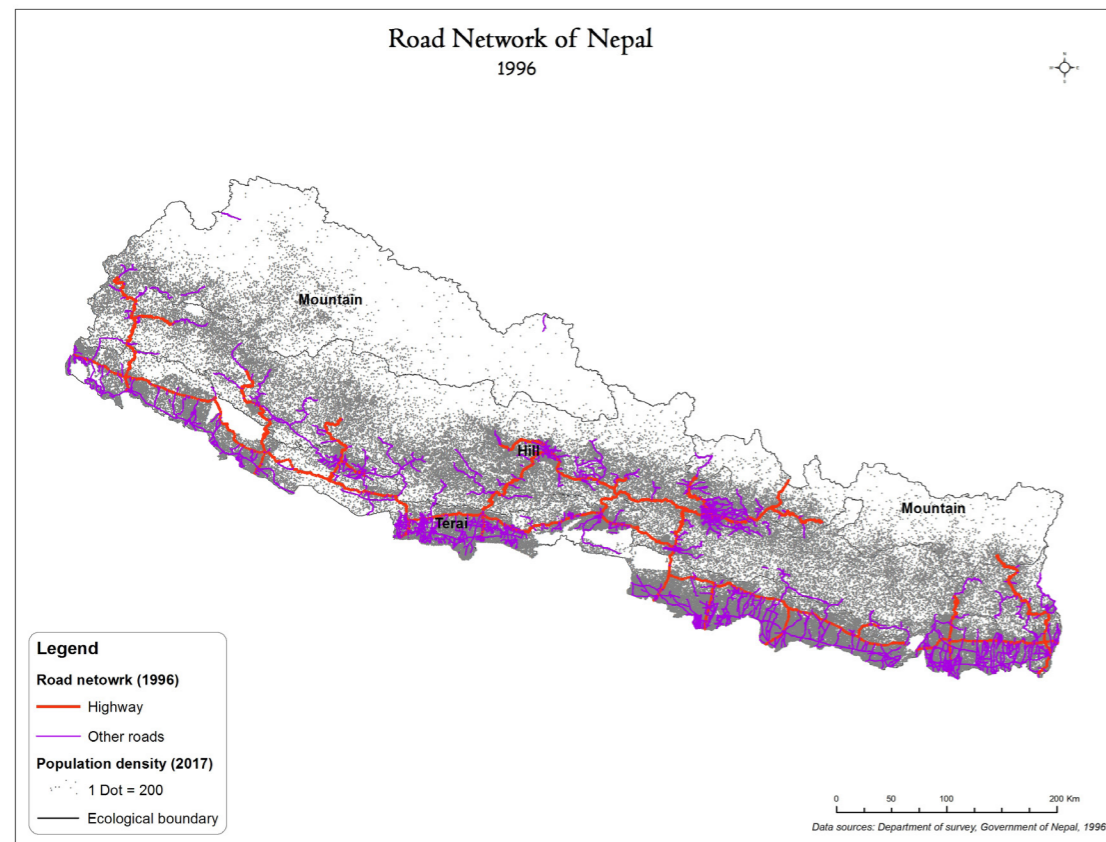 Road Network of Nepal
1996
Mountain
Hill
Terai
Mountain
Legend
Road netowrk (1996)
Highway
Other roads
Population density (2017)
1 Dot = 200
Ecological boundary
0 50 100 200 Km
Data sources: Department of survey, Government of Nepal, 1996